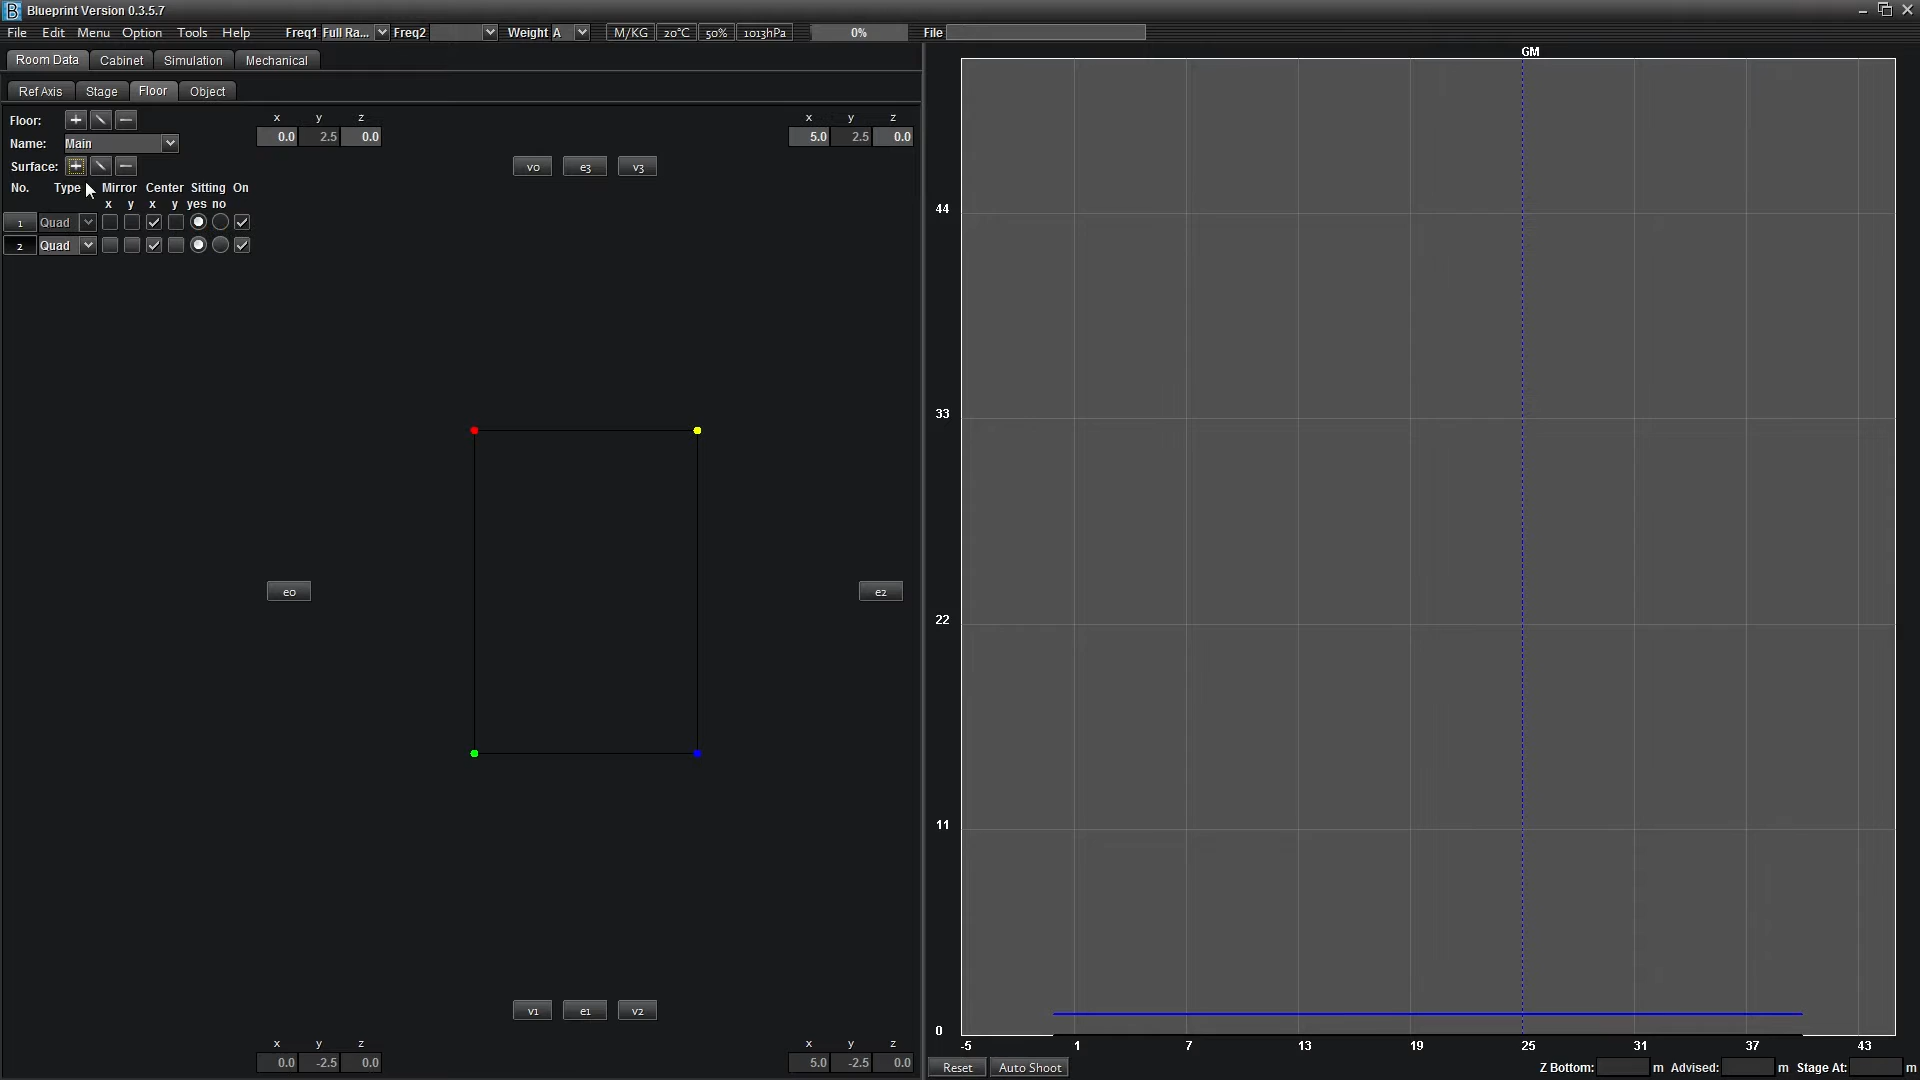 Blueprint Version 0.3.5.7
File Edit Menu Option Tools Help Freq1 Full Ra... Freq2 Weight A M/KG 20°C 50% 1013hPa 0% File
Room Data Cabinet Simulation Mechanical
GM
Ref Axis Stage Floor Object
Floor: + \ −
x y z
0.0 2.5 0.0
x y z
5.0 2.5 0.0
Name: Main
Surface: + \ −
v0 e3 v3
No. Type Mirror Center Sitting On
x y x y yes no
1 Quad
2 Quad
e0
e2
v1 e1 v2
x y z
0.0 -2.5 0.0
x y z
5.0 -2.5 0.0
44
33
22
11
0
-5 1 7 13 19 25 31 37 43
Reset Auto Shoot Z Bottom: m Advised: m Stage At: m